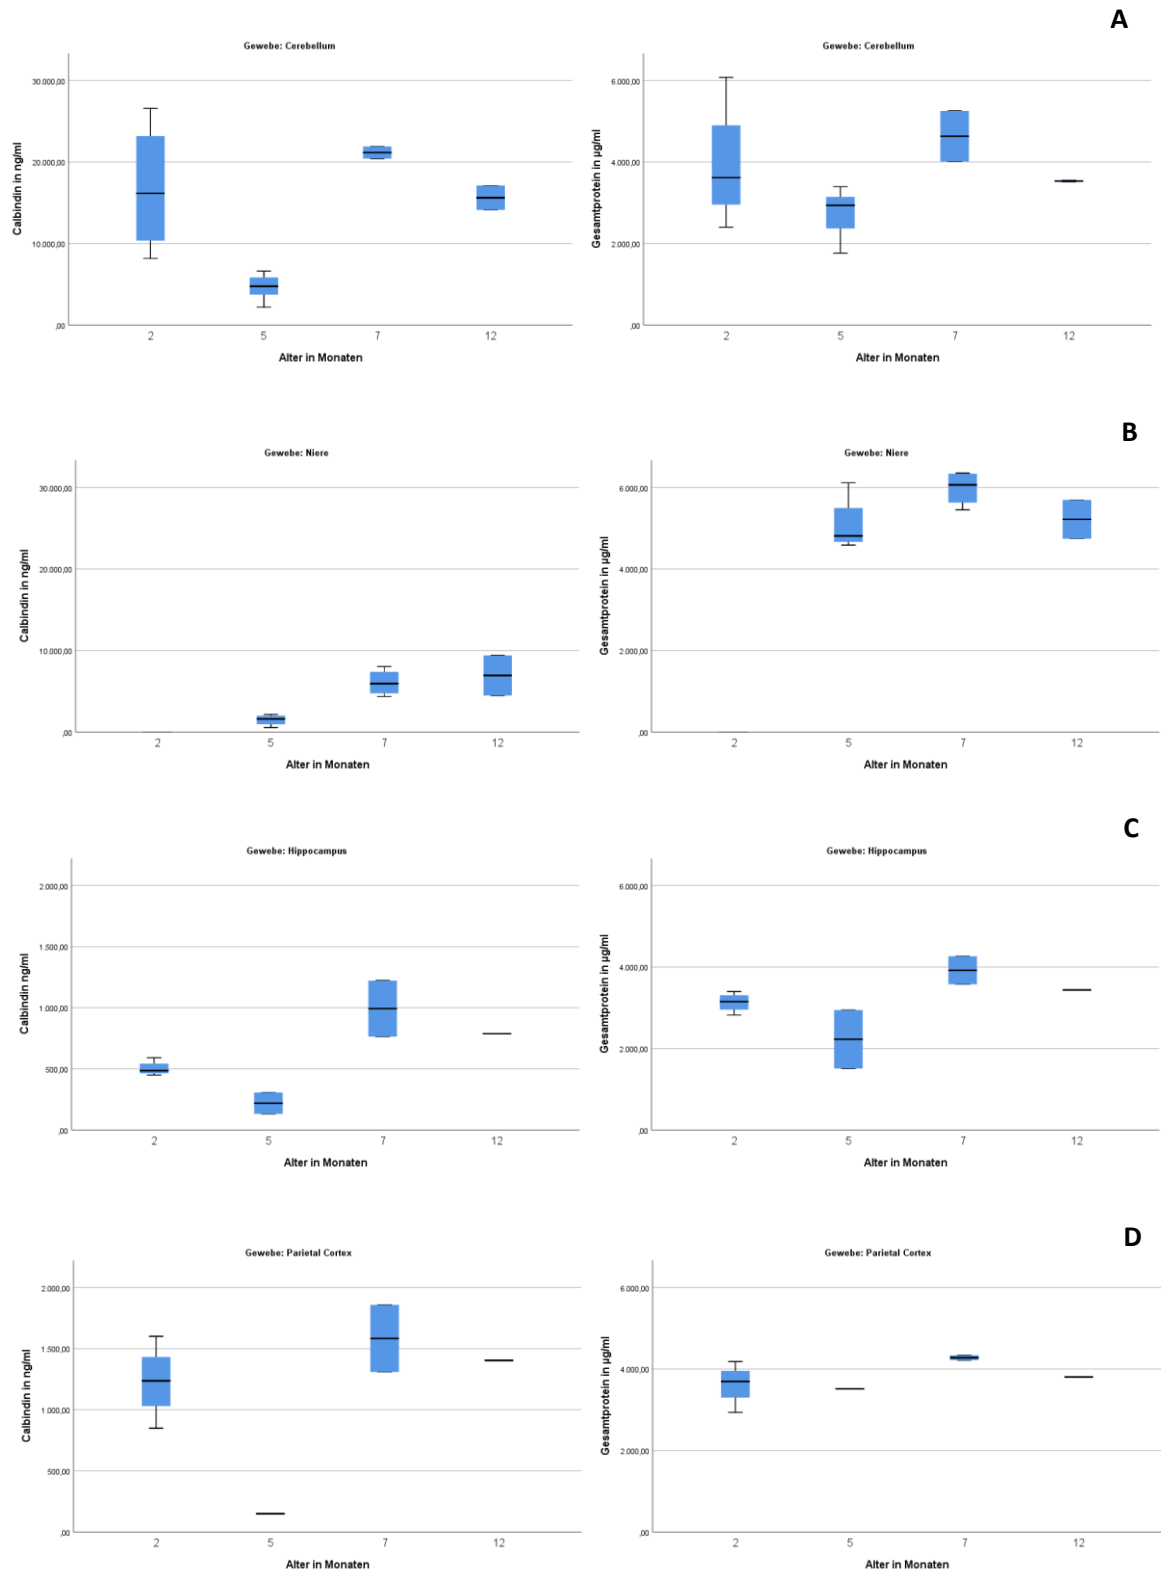 A
Gewebe: Cerebellum
30.000,00
20.000,00
10.000,00
,00
Calbindin in ng/ml
2 5 7 12
Alter in Monaten
Gewebe: Cerebellum
6.000,00
4.000,00
2.000,00
,00
Gesamtprotein in µg/ml
2 5 7 12
Alter in Monaten
B
Gewebe: Niere
30.000,00
20.000,00
10.000,00
,00
Calbindin in ng/ml
2 5 7 12
Alter in Monaten
Gewebe: Niere
6.000,00
4.000,00
2.000,00
,00
Gesamtprotein in µg/ml
2 5 7 12
Alter in Monaten
C
Gewebe: Hippocampus
2.000,00
1.500,00
1.000,00
500,00
,00
Calbindin ng/ml
2 5 7 12
Alter in Monaten
Gewebe: Hippocampus
6.000,00
4.000,00
2.000,00
,00
Gesamtprotein in µg/ml
2 5 7 12
Alter in Monaten
D
Gewebe: Parietal Cortex
2.000,00
1.500,00
1.000,00
500,00
,00
Calbindin in ng/ml
2 5 7 12
Alter in Monaten
Gewebe: Parietal Cortex
6.000,00
4.000,00
2.000,00
,00
Gesamtprotein in µg/ml
2 5 7 12
Alter in Monaten